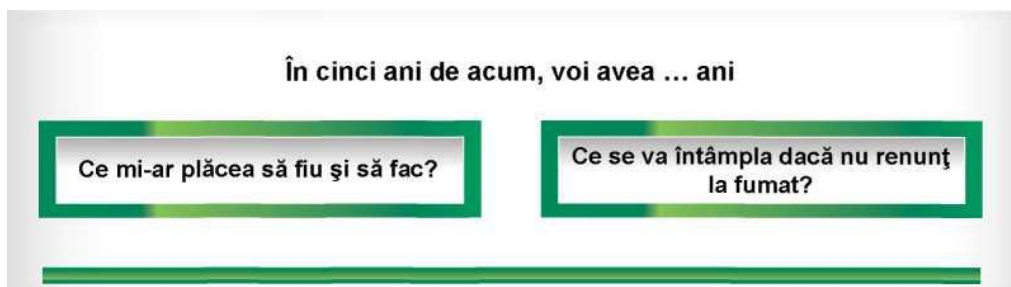 În cinci ani de acum, voi avea … ani
Ce mi-ar plăcea să fiu şi să fac?
Ce se va întâmpla dacă nu renunţ
la fumat?